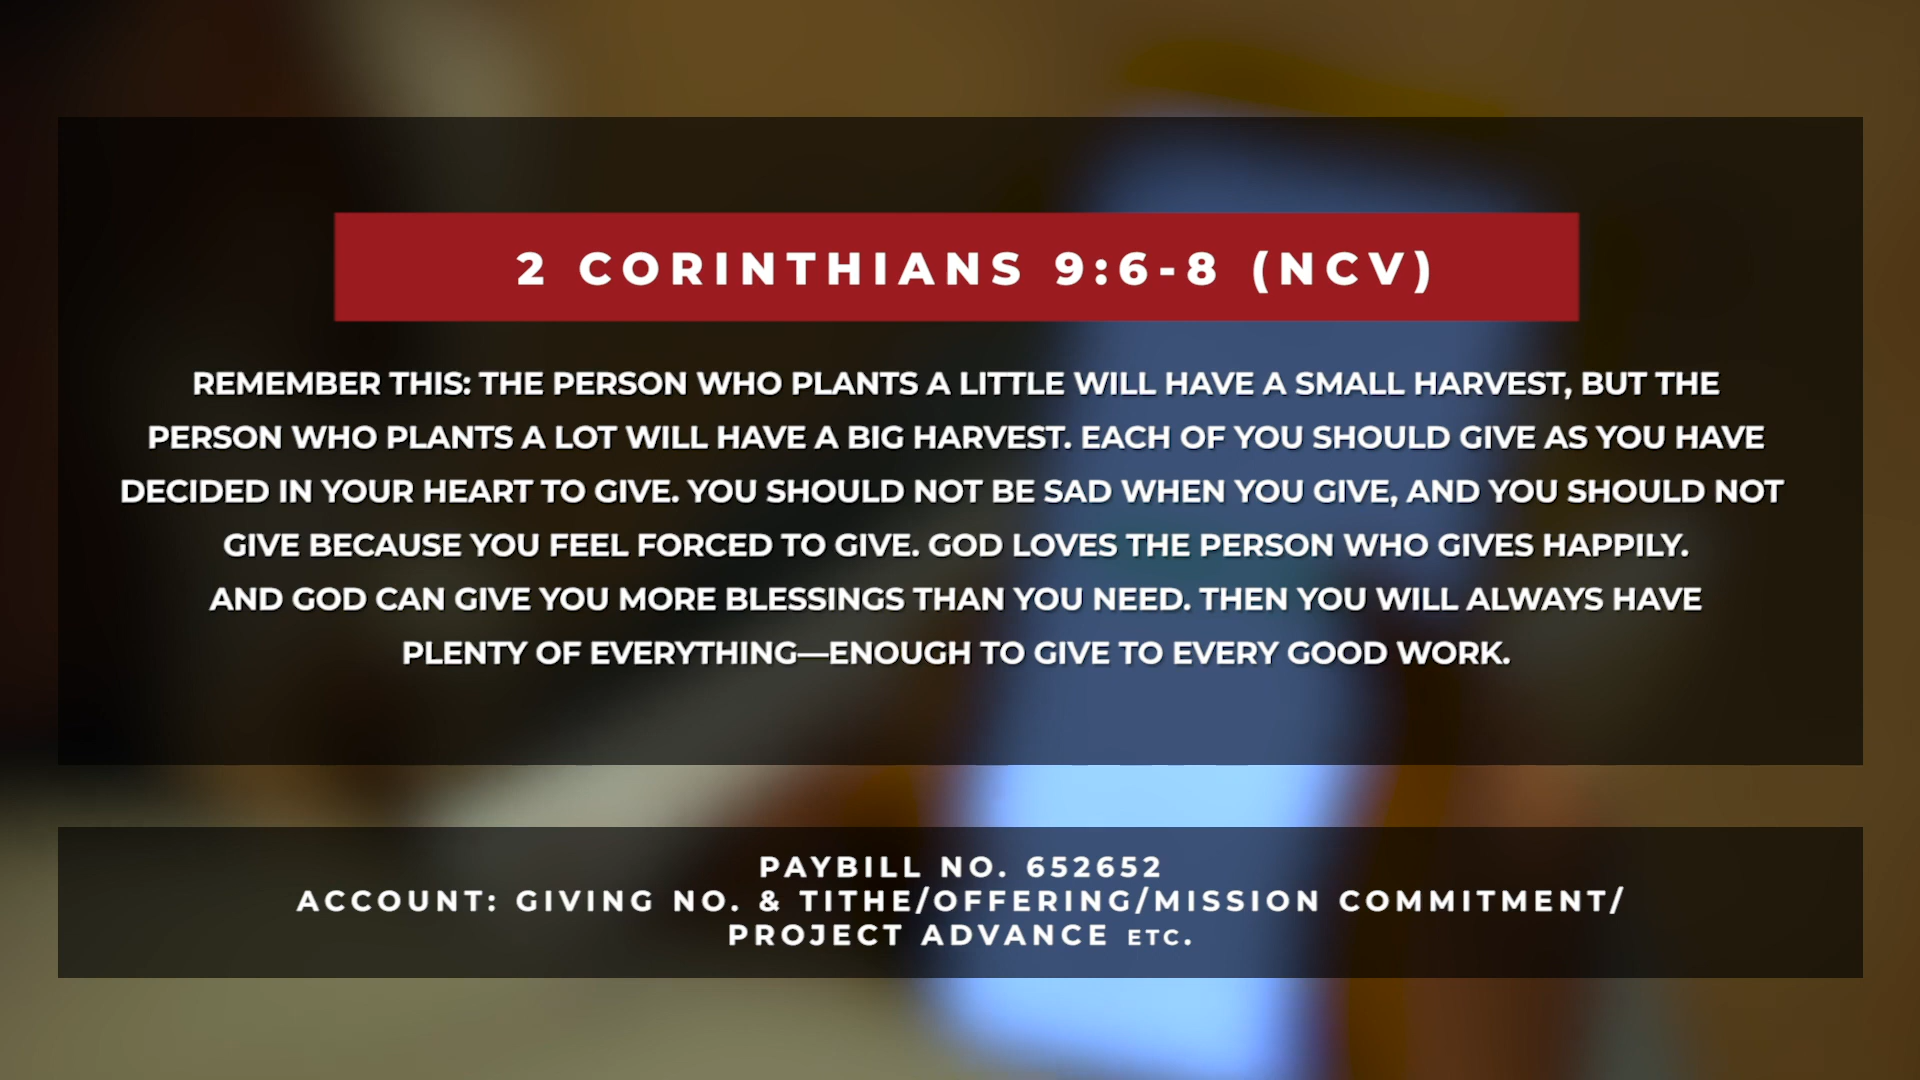 2 CORINTHIANS 9:6-8 (NCV)
REMEMBER THIS: THE PERSON WHO PLANTS A LITTLE WILL HAVE A SMALL HARVEST, BUT THE
PERSON WHO PLANTS A LOT WILL HAVE A BIG HARVEST. EACH OF YOU SHOULD GIVE AS YOU HAVE
DECIDED IN YOUR HEART TO GIVE. YOU SHOULD NOT BE SAD WHEN YOU GIVE, AND YOU SHOULD NOT
GIVE BECAUSE YOU FEEL FORCED TO GIVE. GOD LOVES THE PERSON WHO GIVES HAPPILY.
AND GOD CAN GIVE YOU MORE BLESSINGS THAN YOU NEED. THEN YOU WILL ALWAYS HAVE
PLENTY OF EVERYTHING—ENOUGH TO GIVE TO EVERY GOOD WORK.
PAYBILL NO. 652652
ACCOUNT: GIVING NO. & TITHE/OFFERING/MISSION COMMITMENT/
PROJECT ADVANCE ETC.